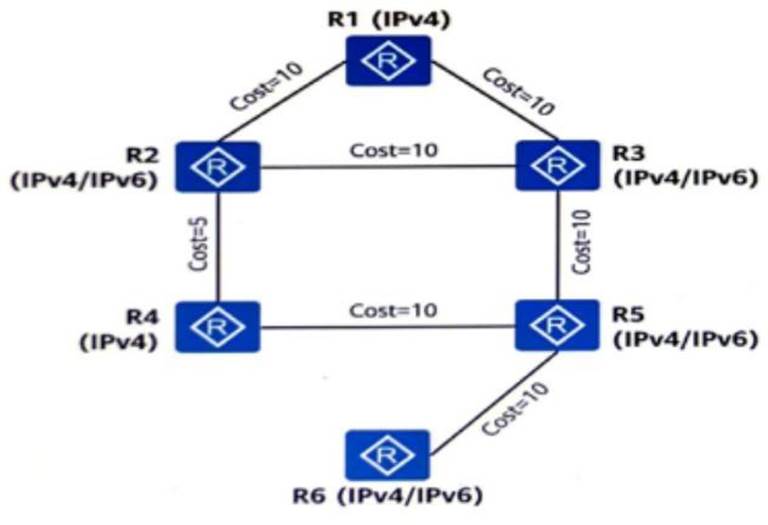 R1 (IPv4)
Cost=10
Cost=10
R2
(IPv4/IPv6)
Cost=10
R3
(IPv4/IPv6)
Cost=5
Cost=10
R4
(IPv4)
Cost=10
R5
(IPv4/IPv6)
Cost=10
R6 (IPv4/IPv6)
R
R
R
R
R
R